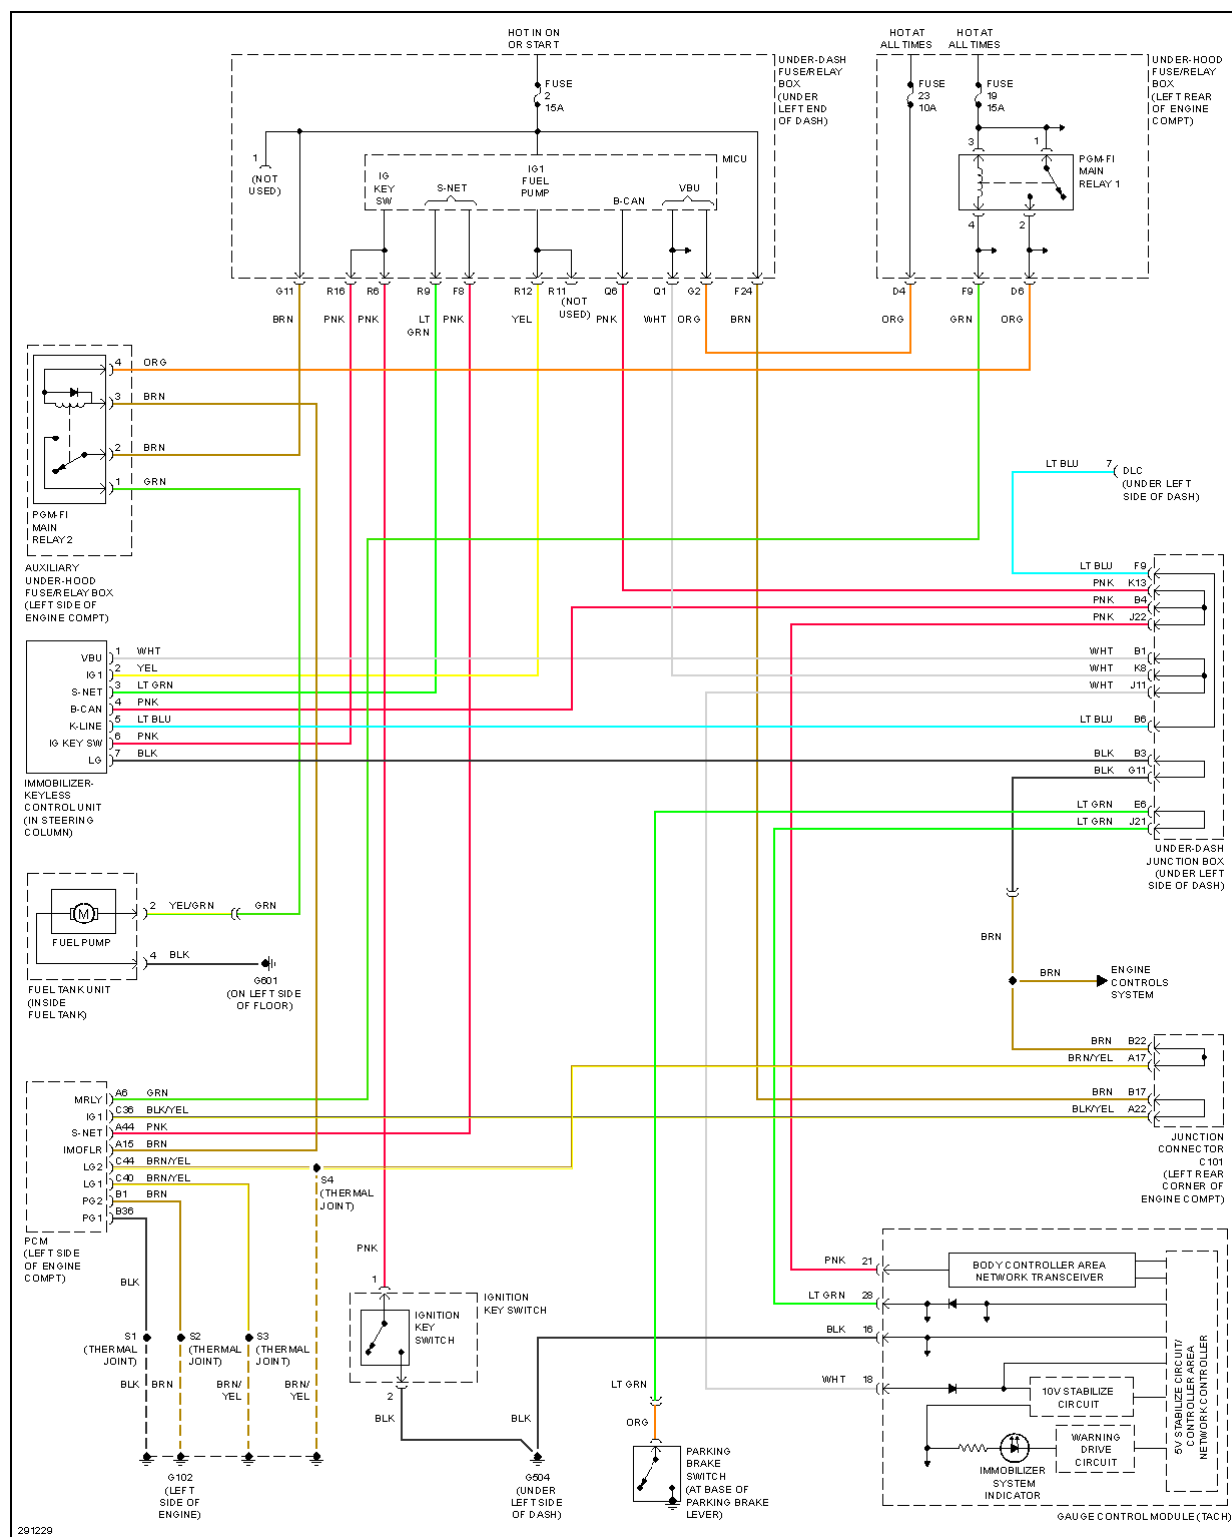 HOT IN ON
OR START
HOT AT
ALL TIMES
HOT AT
ALL TIMES
UNDER-DASH
FUSE/RELAY
BOX
(UNDER
LEFT END
OF DASH)
UNDER-HOOD
FUSE/RELAY
BOX
(LEFT REAR
OF ENGINE
COMPT)
FUSE
2
15A
FUSE
23
10A
FUSE
19
15A
1
(NOT
USED)
MICU
IG
KEY
SW
S-NET
IG1
FUEL
PUMP
B-CAN
VBU
3
1
PGM-FI
MAIN
RELAY 1
4
2
G11
R16
R6
R9
F8
R12
R11
(NOT
USED)
Q6
Q1
G2
F24
D4
F9
D6
BRN
PNK
PNK
LT
GRN
PNK
YEL
PNK
WHT
ORG
BRN
ORG
GRN
ORG
4 ORG
3 BRN
2 BRN
1 GRN
PGM-FI
MAIN
RELAY 2
AUXILIARY
UNDER-HOOD
FUSE/RELAY BOX
(LEFT SIDE OF
ENGINE COMPT)
LT BLU 7
DLC
(UNDER LEFT
SIDE OF DASH)
LT BLU F9
PNK K13
PNK B4
PNK J22
WHT B1
WHT K8
WHT J11
LT BLU B6
BLK B3
BLK G11
LT GRN E6
LT GRN J21
UNDER-DASH
JUNCTION BOX
(UNDER LEFT
SIDE OF DASH)
VBU 1 WHT
IG1 2 YEL
S-NET 3 LT GRN
B-CAN 4 PNK
K-LINE 5 LT BLU
IG KEY SW 6 PNK
LG 7 BLK
IMMOBILIZER-
KEYLESS
CONTROL UNIT
(IN STEERING
COLUMN)
M
FUEL PUMP
2 YEL/GRN
GRN
4 BLK
G601
(ON LEFT SIDE
OF FLOOR)
FUEL TANK UNIT
(INSIDE
FUEL TANK)
BRN
BRN
ENGINE
CONTROLS
SYSTEM
BRN B22
BRN/YEL A17
BRN B17
BLK/YEL A22
JUNCTION
CONNECTOR
C101
(LEFT REAR
CORNER OF
ENGINE COMPT)
MRLY A6 GRN
IG1 C36 BLK/YEL
S-NET A44 PNK
IMOFLR A15 BRN
LG2 C44 BRN/YEL
LG1 C40 BRN/YEL
PG2 B1 BRN
PG1 B36
PCM
(LEFT SIDE
OF ENGINE
COMPT)
S4
(THERMAL
JOINT)
BLK
S1
(THERMAL
JOINT)
S2
(THERMAL
JOINT)
S3
(THERMAL
JOINT)
BLK
BRN
BRN/
YEL
BRN/
YEL
G102
(LEFT
SIDE OF
ENGINE)
PNK
1
IGNITION
KEY SWITCH
IGNITION
KEY
SWITCH
2
BLK
BLK
G504
(UNDER
LEFT SIDE
OF DASH)
LT GRN
ORG
PARKING
BRAKE
SWITCH
(AT BASE OF
PARKING BRAKE
LEVER)
PNK 21
LT GRN 28
BLK 16
WHT 18
BODY CONTROLLER AREA
NETWORK TRANSCEIVER
10V STABILIZE
CIRCUIT
WARNING
DRIVE
CIRCUIT
IMMOBILIZER
SYSTEM
INDICATOR
5V STABILIZE CIRCUIT/
CONTROLLER AREA
NETWORK CONTROLLER
GAUGE CONTROL MODULE (TACH)
291229